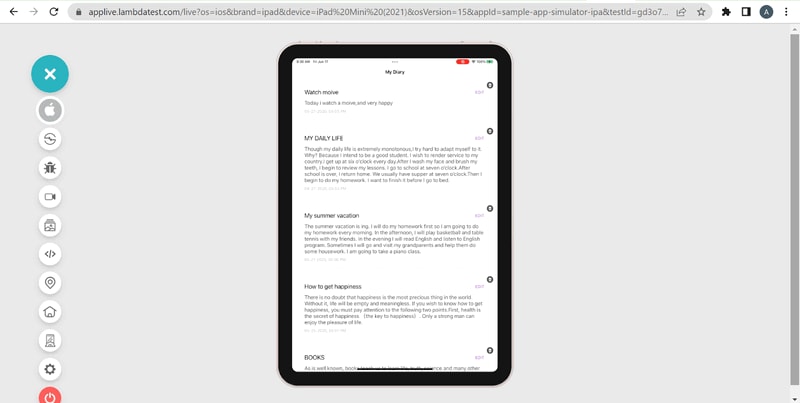 applive.lambdatest.com/live?os=ios&brand=ipad&device=iPad%20Mini%20(2021)&osVersion=15&appId=sample-app-simulator-ipa&testId=gd3o7...
A
My Diary
100%
Watch moive
EDIT
Today I watch a moive,and very happy
MY DAILY LIFE
EDIT
Though my daily life is extremely monotonous,I try hard to adapt myself to it.
Why? Because I intend to be a good student. I wish to render service to my
country.I get up at six o'clock every day.After I wash my face and brush my
teeth, I begin to review my lessons. I go to school at seven o'clock.After
school is over, I return home. We usually have supper at seven o'clock.Then I
begin to do my homework. I want to finish it before I go to bed.
My summer vacation
EDIT
The summer vacation is ing. I will do my homework first so I am going to do
my homework every morning. In the afternoon, I will play basketball and table
tennis with my friends. In the evening I will read English and listen to English
program. Sometimes I will go and visit my grandparents and help them do
some housework. I am going to take a piano class.
How to get happiness
EDIT
There is no doubt that happiness is the most precious thing in the world.
Without it, life will be empty and meaningless. If you wish to know how to get
happiness, you must pay attention to the following two points.First, health is
the secret of happiness. (the key to happiness). Only a strong man can
enjoy the pleasure of life.
BOOKS
EDIT
As is well known, books and many other